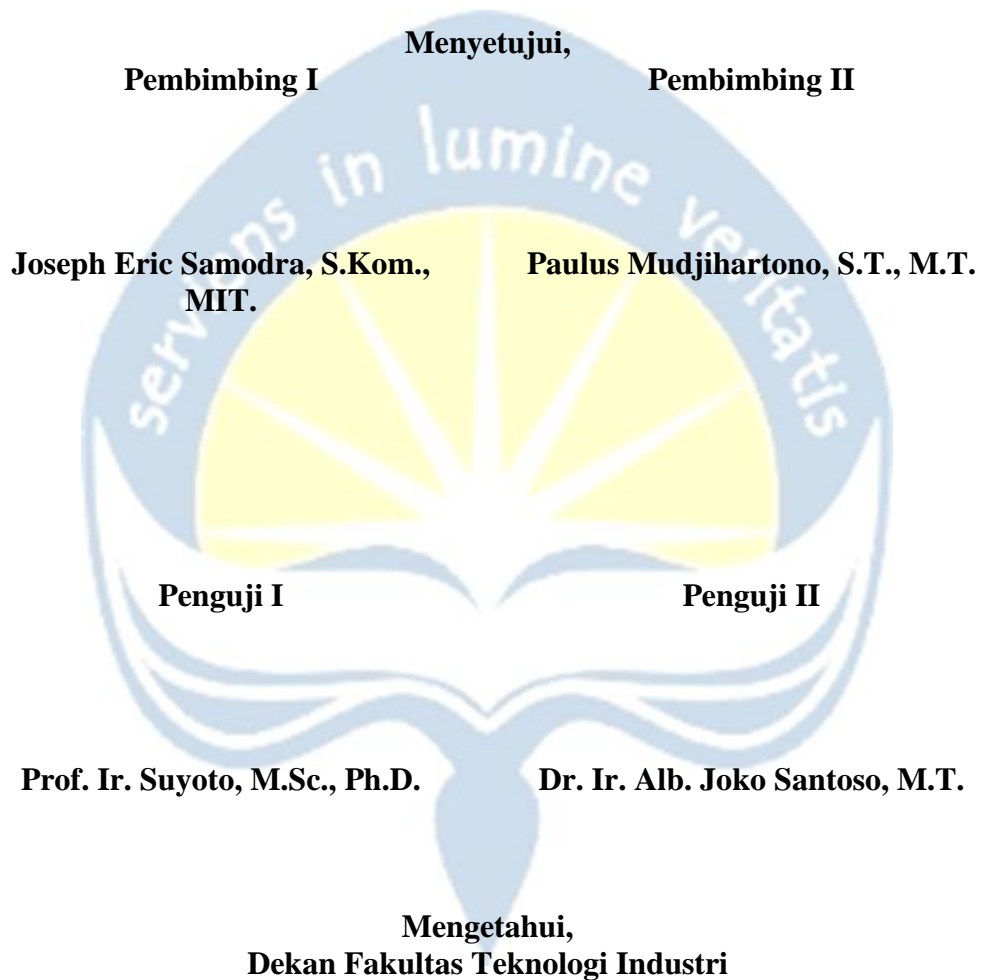 Menyetujui,
Pembimbing I Pembimbing II
serviens in lumine veritatis
Joseph Eric Samodra, S.Kom., MIT.
Paulus Mudjihartono, S.T., M.T.
Penguji I Penguji II
Prof. Ir. Suyoto, M.Sc., Ph.D. Dr. Ir. Alb. Joko Santoso, M.T.
Mengetahui,
Dekan Fakultas Teknologi Industri